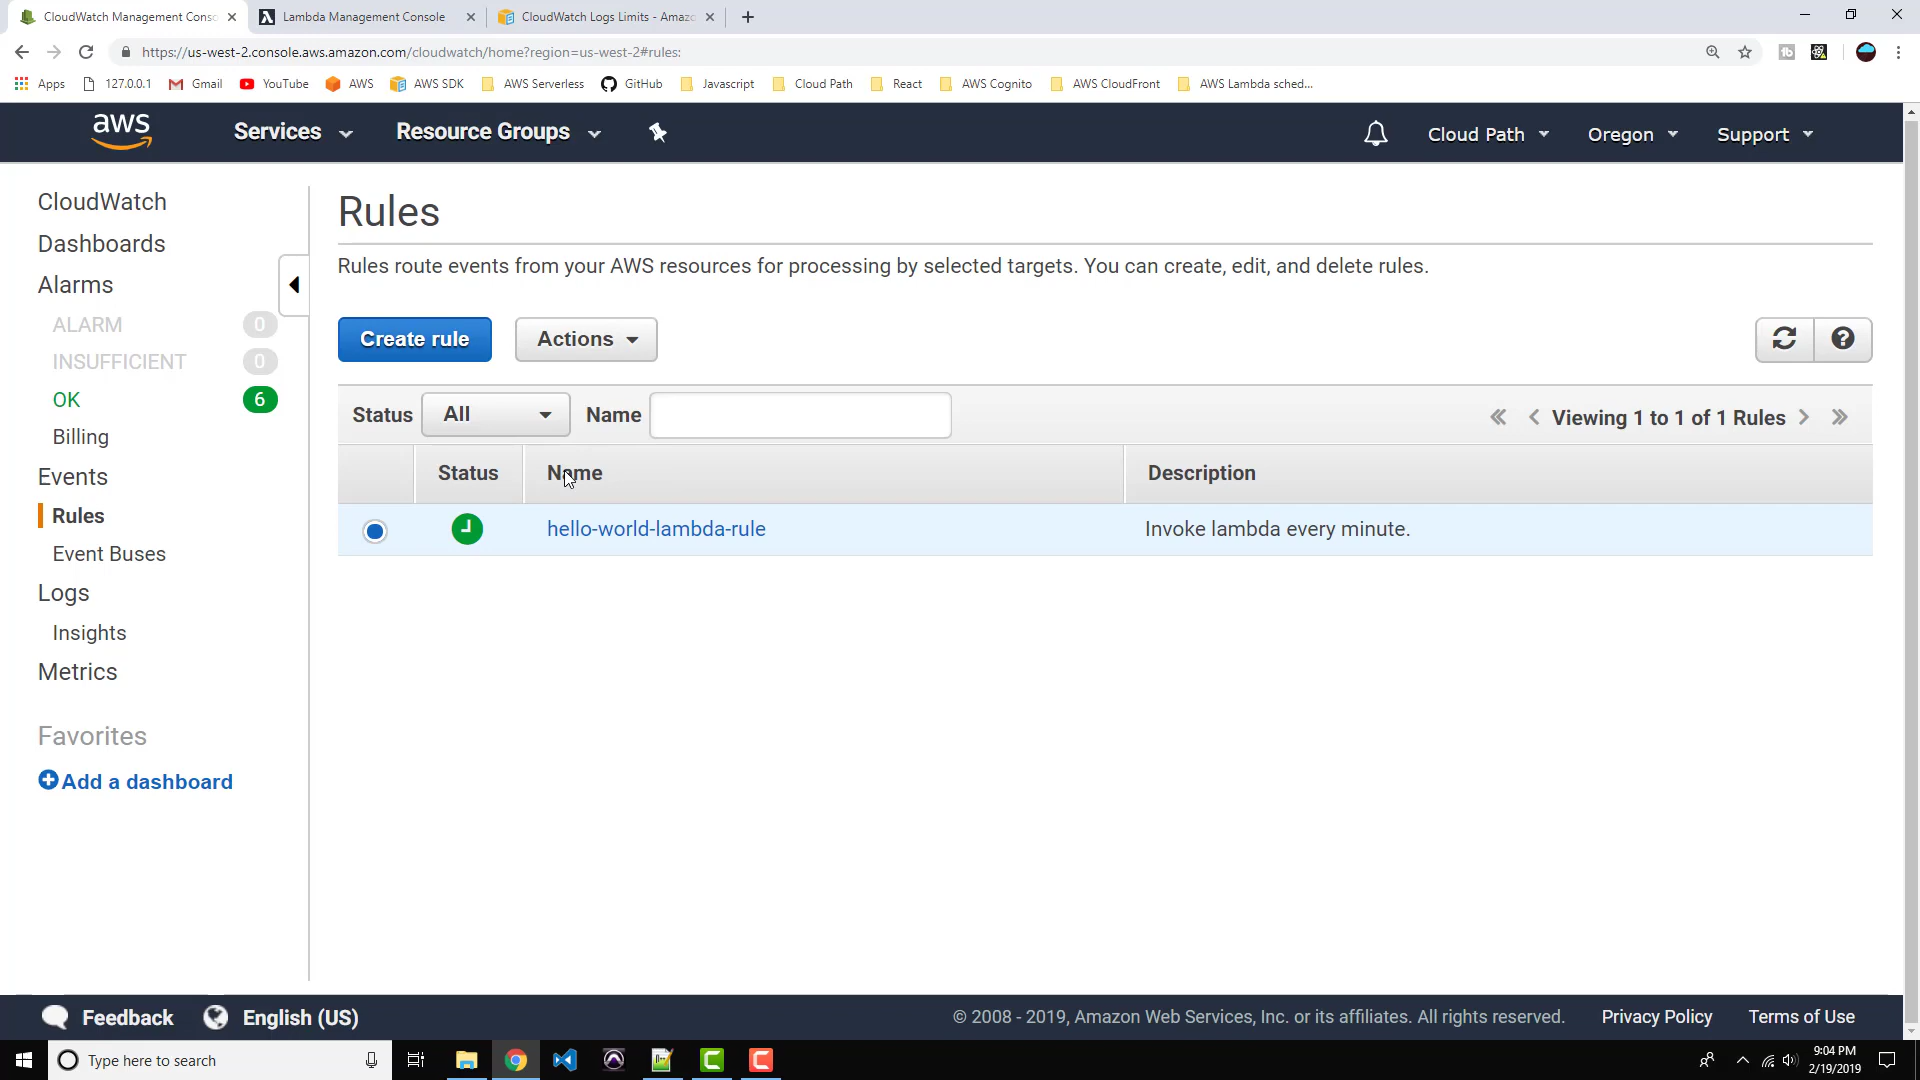 CloudWatch Management Conso
Lambda Management Console
CloudWatch Logs Limits - Amaz
https://us-west-2.console.aws.amazon.com/cloudwatch/home?region=us-west-2#rules:
Apps
127.0.0.1
Gmail
YouTube
AWS
AWS SDK
AWS Serverless
GitHub
Javascript
Cloud Path
React
AWS Cognito
AWS CloudFront
AWS Lambda sched...
aws
Services
Resource Groups
Cloud Path
Oregon
Support
CloudWatch
Dashboards
Alarms
ALARM 0
INSUFFICIENT 0
OK 6
Billing
Events
Rules
Event Buses
Logs
Insights
Metrics
Favorites
Add a dashboard
Rules
Rules route events from your AWS resources for processing by selected targets. You can create, edit, and delete rules.
Create rule
Actions
Status All Name
Viewing 1 to 1 of 1 Rules
Status Name Description
hello-world-lambda-rule Invoke lambda every minute.
Feedback
English (US)
© 2008 - 2019, Amazon Web Services, Inc. or its affiliates. All rights reserved.
Privacy Policy
Terms of Use
Type here to search
9:04 PM
2/19/2019